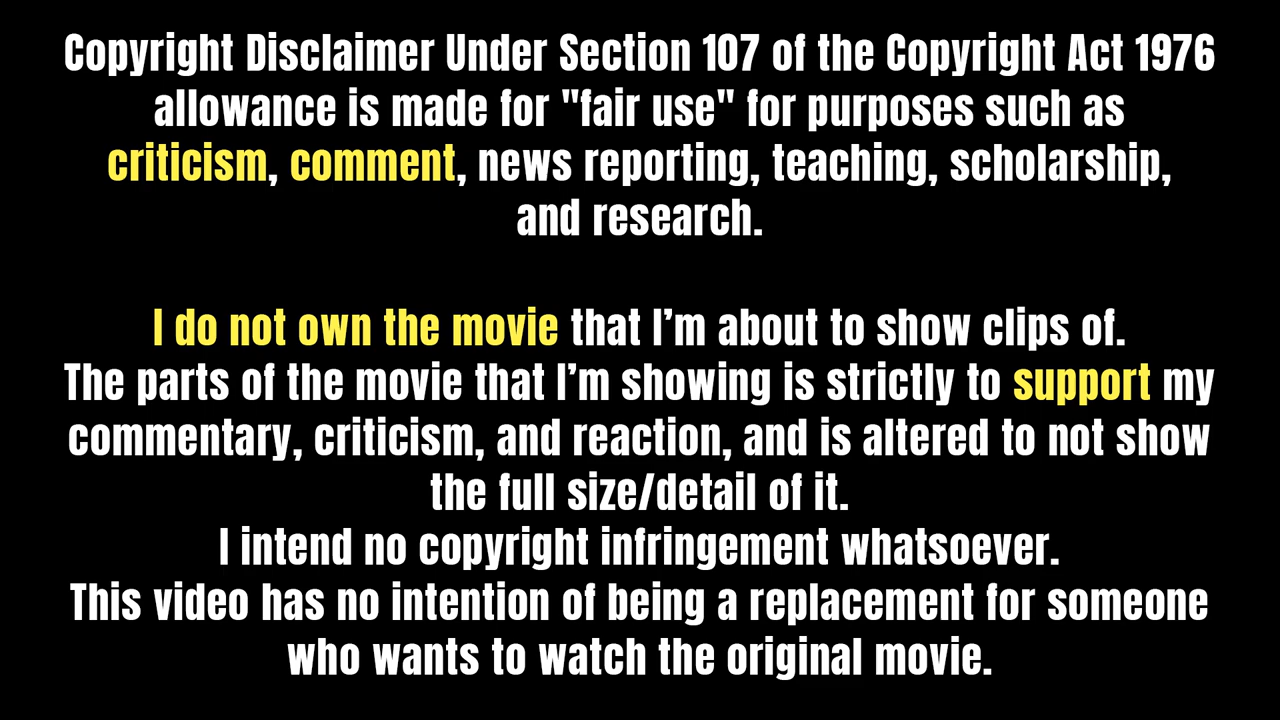 Copyright Disclaimer Under Section 107 of the Copyright Act 1976
allowance is made for "fair use" for purposes such as
criticism, comment, news reporting, teaching, scholarship,
and research.
I do not own the movie that I’m about to show clips of.
The parts of the movie that I’m showing is strictly to support my
commentary, criticism, and reaction, and is altered to not show
the full size/detail of it.
I intend no copyright infringement whatsoever.
This video has no intention of being a replacement for someone
who wants to watch the original movie.